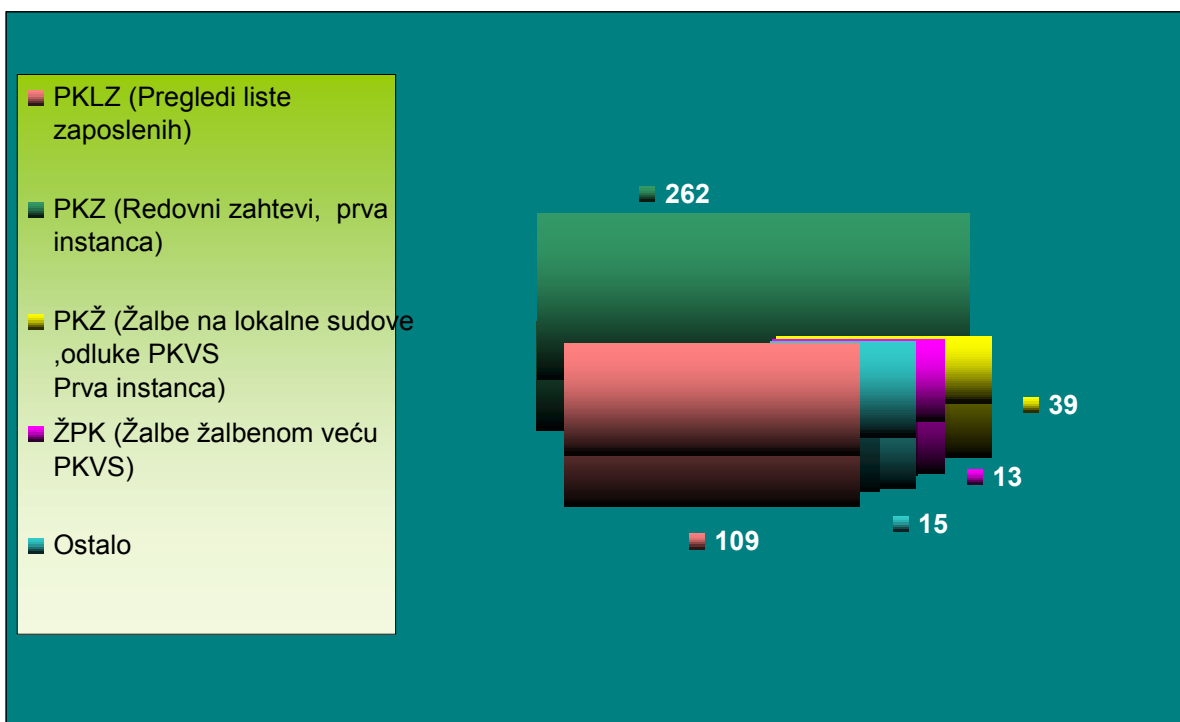 PKLZ (Pregledi liste
zaposlenih)
PKZ (Redovni zahtevi, prva
instanca)
PKŽ (Žalbe na lokalne sudove
,odluke PKVS
Prva instanca)
ŽPK (Žalbe žalbenom veću
PKVS)
Ostalo
262
39
13
15
109